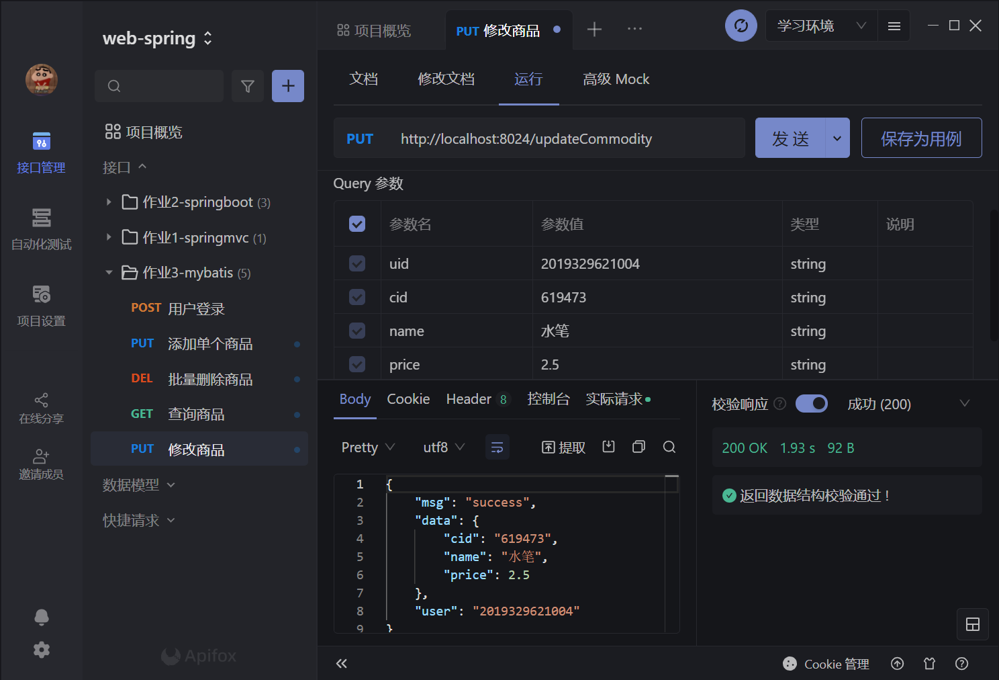 web-spring
项目概览
PUT 修改商品
学习环境
接口管理
自动化测试
项目设置
在线分享
邀请成员
项目概览
接口
作业2-springboot (3)
作业1-springmvc (1)
作业3-mybatis (5)
POST 用户登录
PUT 添加单个商品
DEL 批量删除商品
GET 查询商品
PUT 修改商品
数据模型
快捷请求
Apifox
文档 修改文档 运行 高级 Mock
PUT http://localhost:8024/updateCommodity 发 送 保存为用例
Query 参数
参数名 参数值 类型 说明
uid 2019329621004 string
cid 619473 string
name 水笔 string
price 2.5 string
Body Cookie Header 8 控制台 实际请求
Pretty utf8 提取
1 {
2 "msg": "success",
3 "data": {
4 "cid": "619473",
5 "name": "水笔",
6 "price": 2.5
7 },
8 "user": "2019329621004"
9 }
校验响应 成功 (200)
200 OK 1.93 s 92 B
返回数据结构校验通过！
Cookie 管理